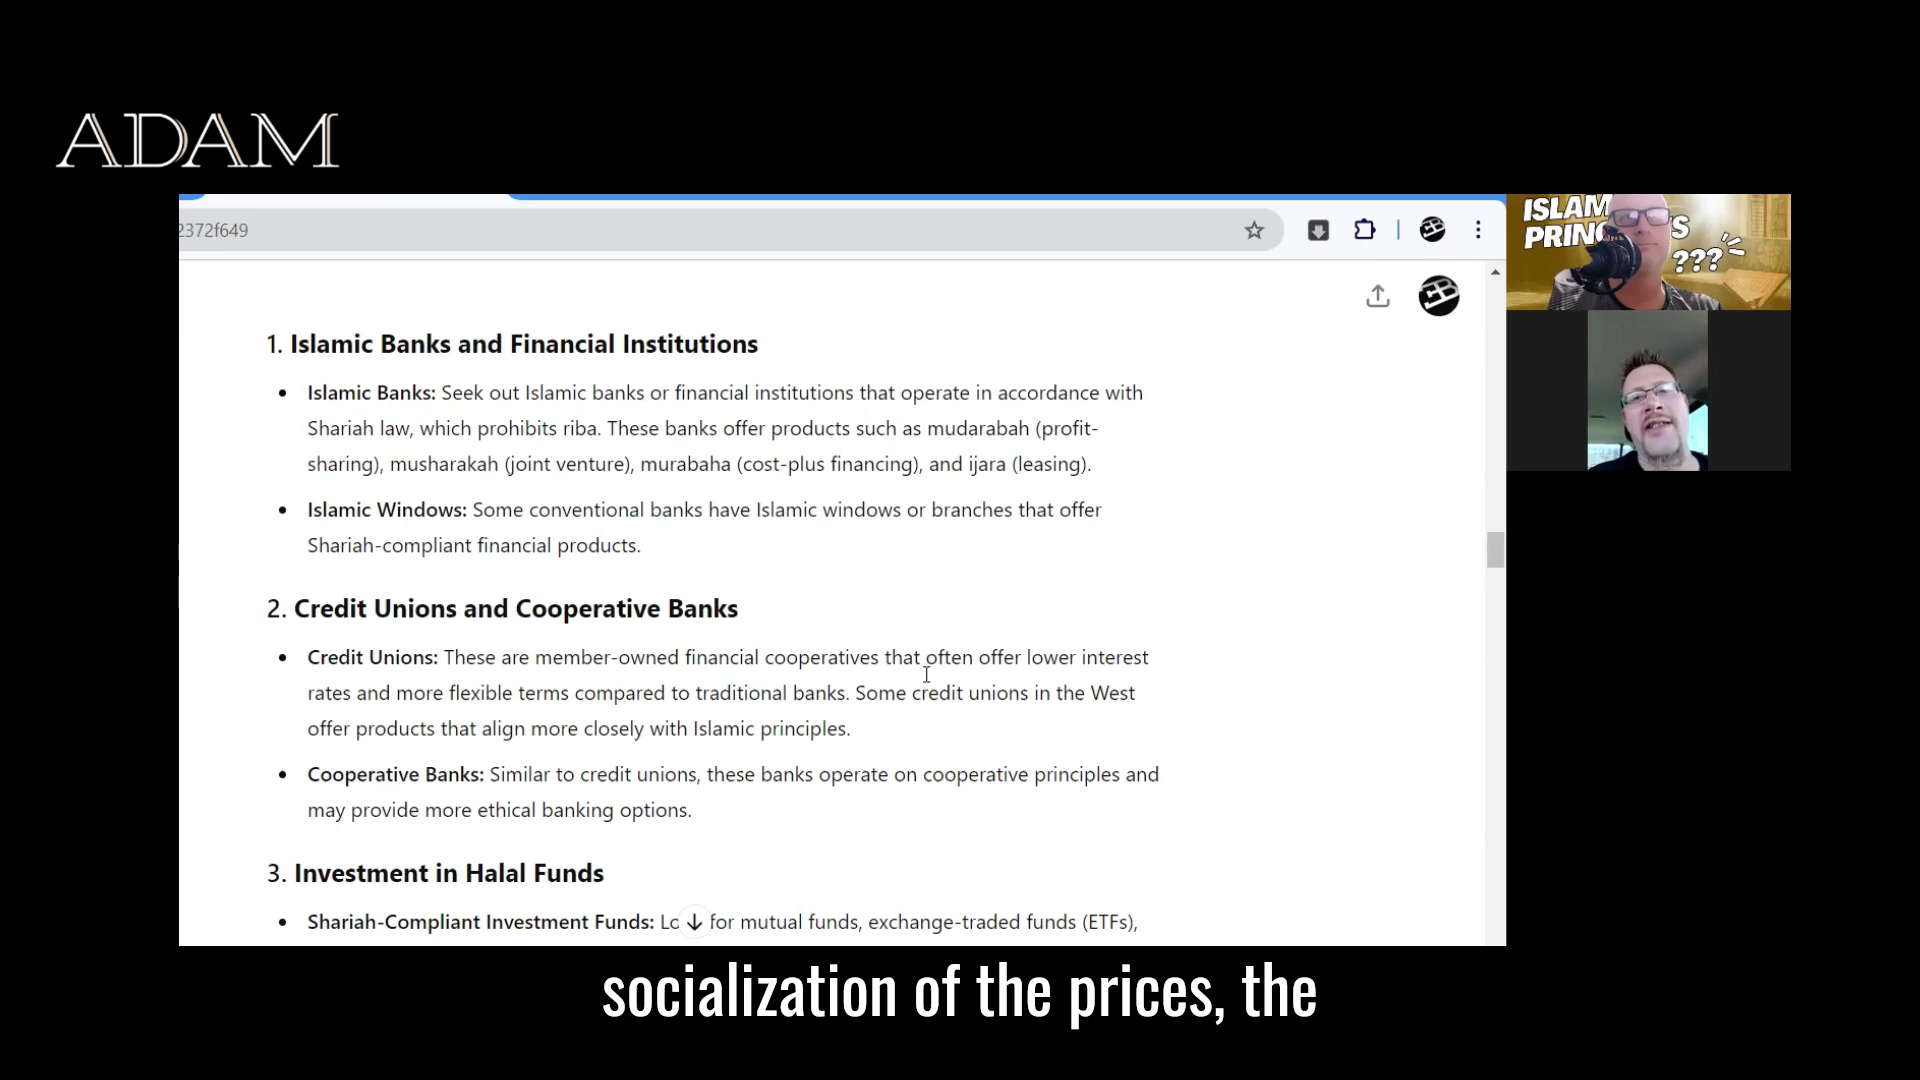 ADAM
2372f649
ISLAM
PRIN
S
???
1. Islamic Banks and Financial Institutions
Islamic Banks: Seek out Islamic banks or financial institutions that operate in accordance with
Shariah law, which prohibits riba. These banks offer products such as mudarabah (profit-
sharing), musharakah (joint venture), murabaha (cost-plus financing), and ijara (leasing).
Islamic Windows: Some conventional banks have Islamic windows or branches that offer
Shariah-compliant financial products.
2. Credit Unions and Cooperative Banks
Credit Unions: These are member-owned financial cooperatives that often offer lower interest
rates and more flexible terms compared to traditional banks. Some credit unions in the West
offer products that align more closely with Islamic principles.
Cooperative Banks: Similar to credit unions, these banks operate on cooperative principles and
may provide more ethical banking options.
3. Investment in Halal Funds
Shariah-Compliant Investment Funds: Lo for mutual funds, exchange-traded funds (ETFs),
socialization of the prices, the